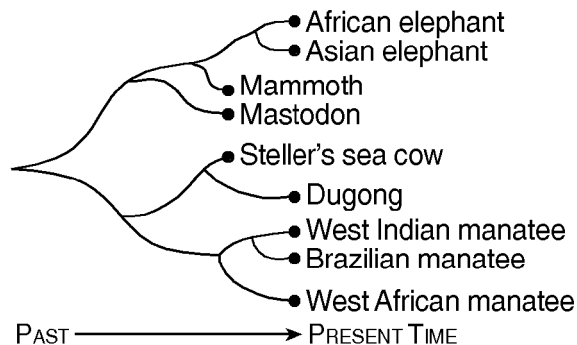 African elephant
Asian elephant
Mammoth
Mastodon
Steller's sea cow
Dugong
West Indian manatee
Brazilian manatee
West African manatee
PAST PRESENT TIME